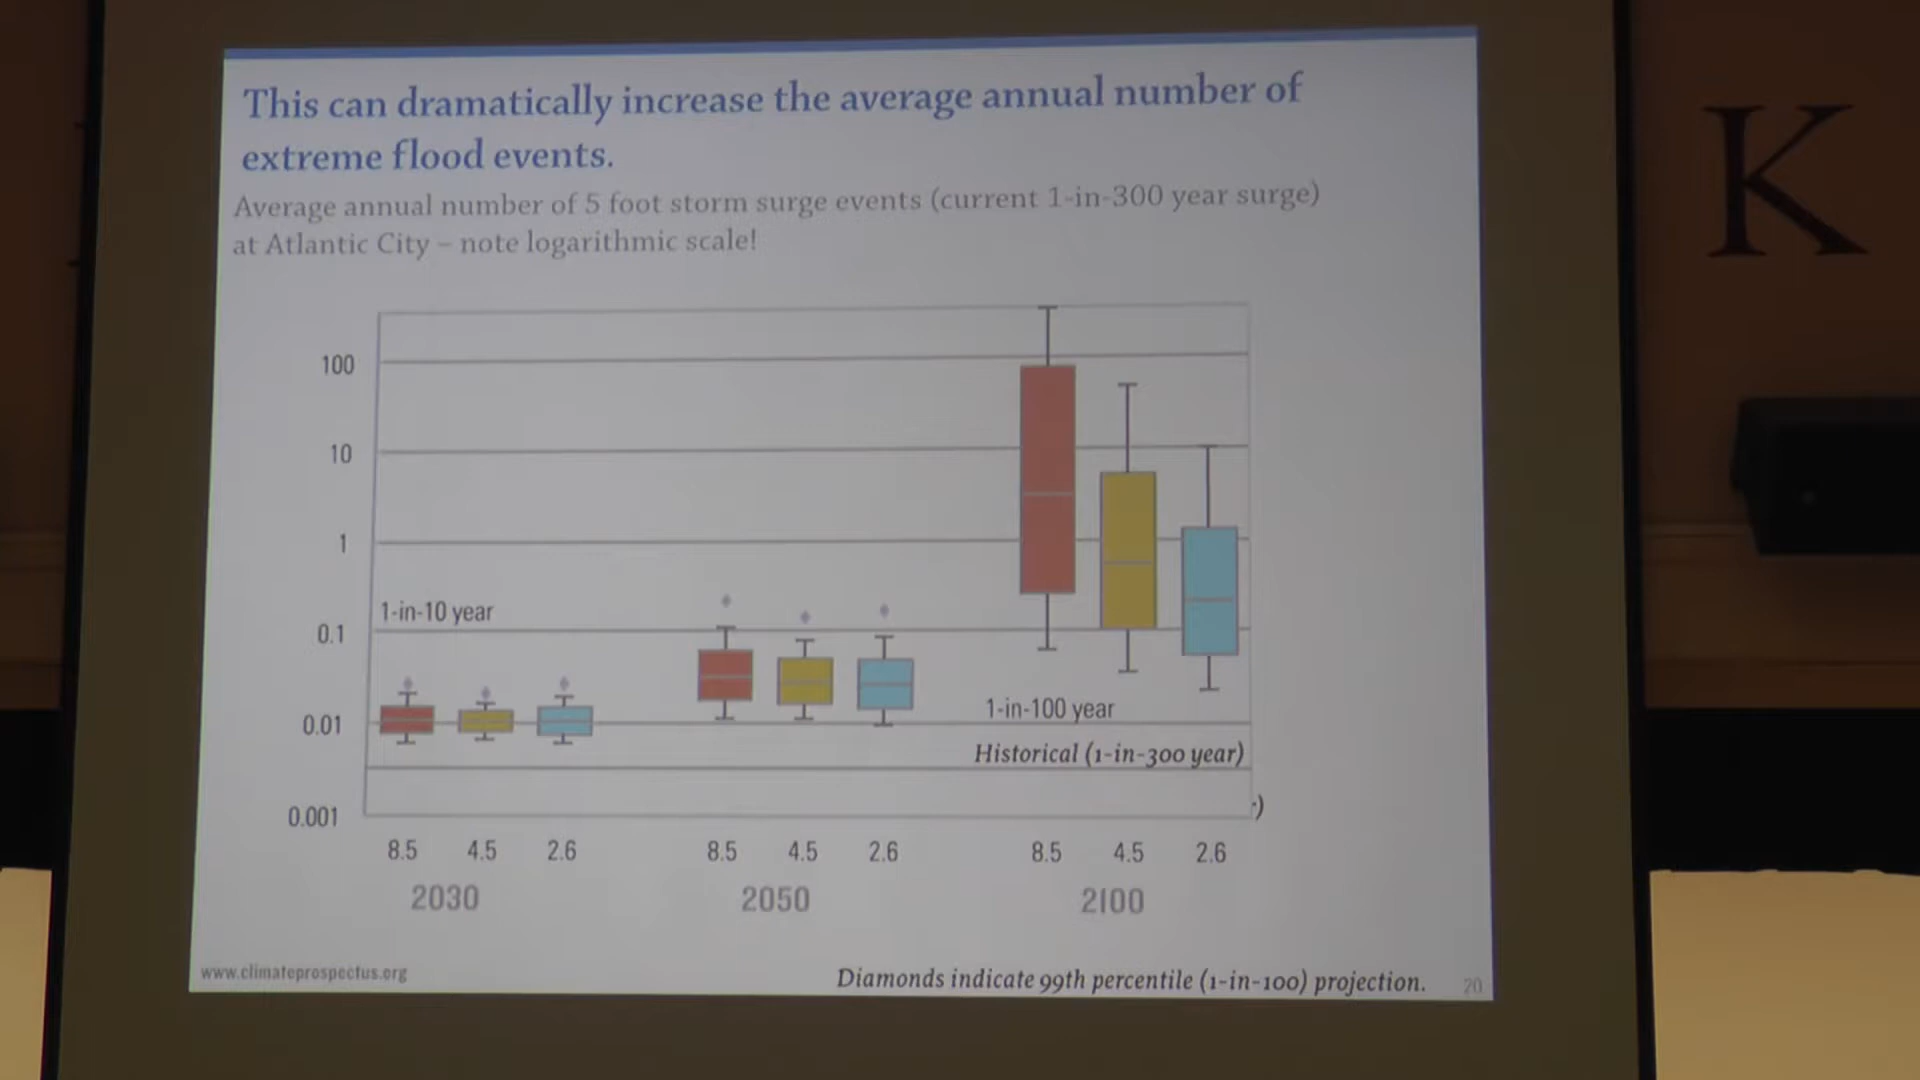 This can dramatically increase the average annual number of
extreme flood events.
Average annual number of 5 foot storm surge events (current 1-in-300 year surge)
at Atlantic City – note logarithmic scale!
K
100
10
1
1-in-10 year
0.1
0.01
1-in-100 year
Historical (1-in-300 year)
0.001
)
8.5 4.5 2.6 8.5 4.5 2.6 8.5 4.5 2.6
2030 2050 2100
www.climateprospectus.org
Diamonds indicate 99th percentile (1-in-100) projection.
20